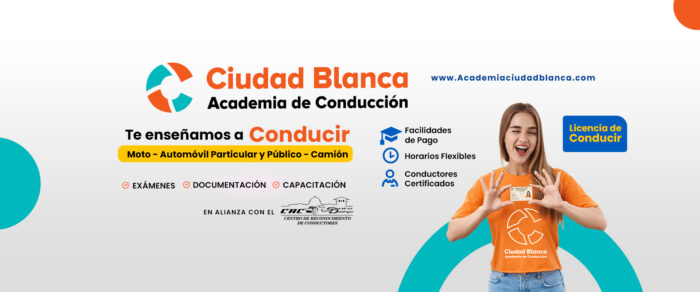 Ciudad Blanca
Academia de Conducción
www.Academiaciudadblanca.com
Te enseñamos a Conducir
Moto - Automóvil Particular y Público - Camión
EXÁMENES
DOCUMENTACIÓN
CAPACITACIÓN
EN ALIANZA CON EL
CRC
CENTRO DE RECONOCIMIENTO
DE CONDUCTORES
Facilidades
de Pago
Horarios Flexibles
Conductores
Certificados
Licencia de
Conducir
Ciudad Blanca
Academia de Conducción